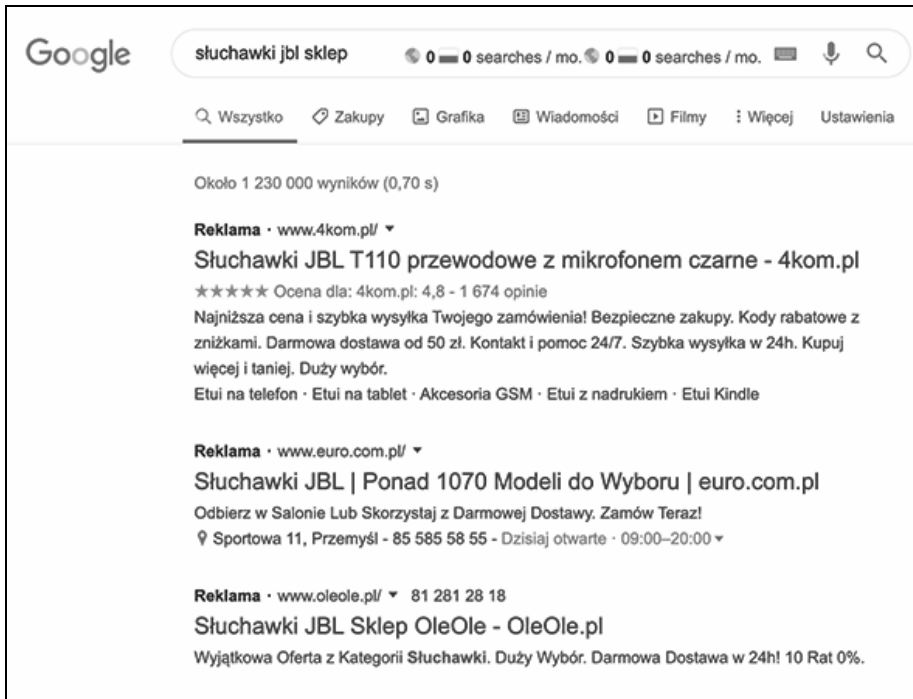 Google słuchawki jbl sklep 0 0 searches / mo. 0 0 searches / mo.
Wszystko Zakupy Grafika Wiadomości Filmy Więcej Ustawienia
Około 1 230 000 wyników (0,70 s)
Reklama · www.4kom.pl/
Słuchawki JBL T110 przewodowe z mikrofonem czarne - 4kom.pl
★★★★★ Ocena dla: 4kom.pl: 4,8 - 1 674 opinie
Najniższa cena i szybka wysyłka Twojego zamówienia! Bezpieczne zakupy. Kody rabatowe z
zniżkami. Darmowa dostawa od 50 zł. Kontakt i pomoc 24/7. Szybka wysyłka w 24h. Kupuj
więcej i taniej. Duży wybór.
Etui na telefon · Etui na tablet · Akcesoria GSM · Etui z nadrukiem · Etui Kindle
Reklama · www.euro.com.pl/
Słuchawki JBL | Ponad 1070 Modeli do Wyboru | euro.com.pl
Odbierz w Salonie Lub Skorzystaj z Darmowej Dostawy. Zamów Teraz!
Sportowa 11, Przemyśl - 85 585 58 55 - Dzisiaj otwarte · 09:00–20:00
Reklama · www.oleole.pl/ 81 281 28 18
Słuchawki JBL Sklep OleOle - OleOle.pl
Wyjątkowa Oferta z Kategorii Słuchawki. Duży Wybór. Darmowa Dostawa w 24h! 10 Rat 0%.